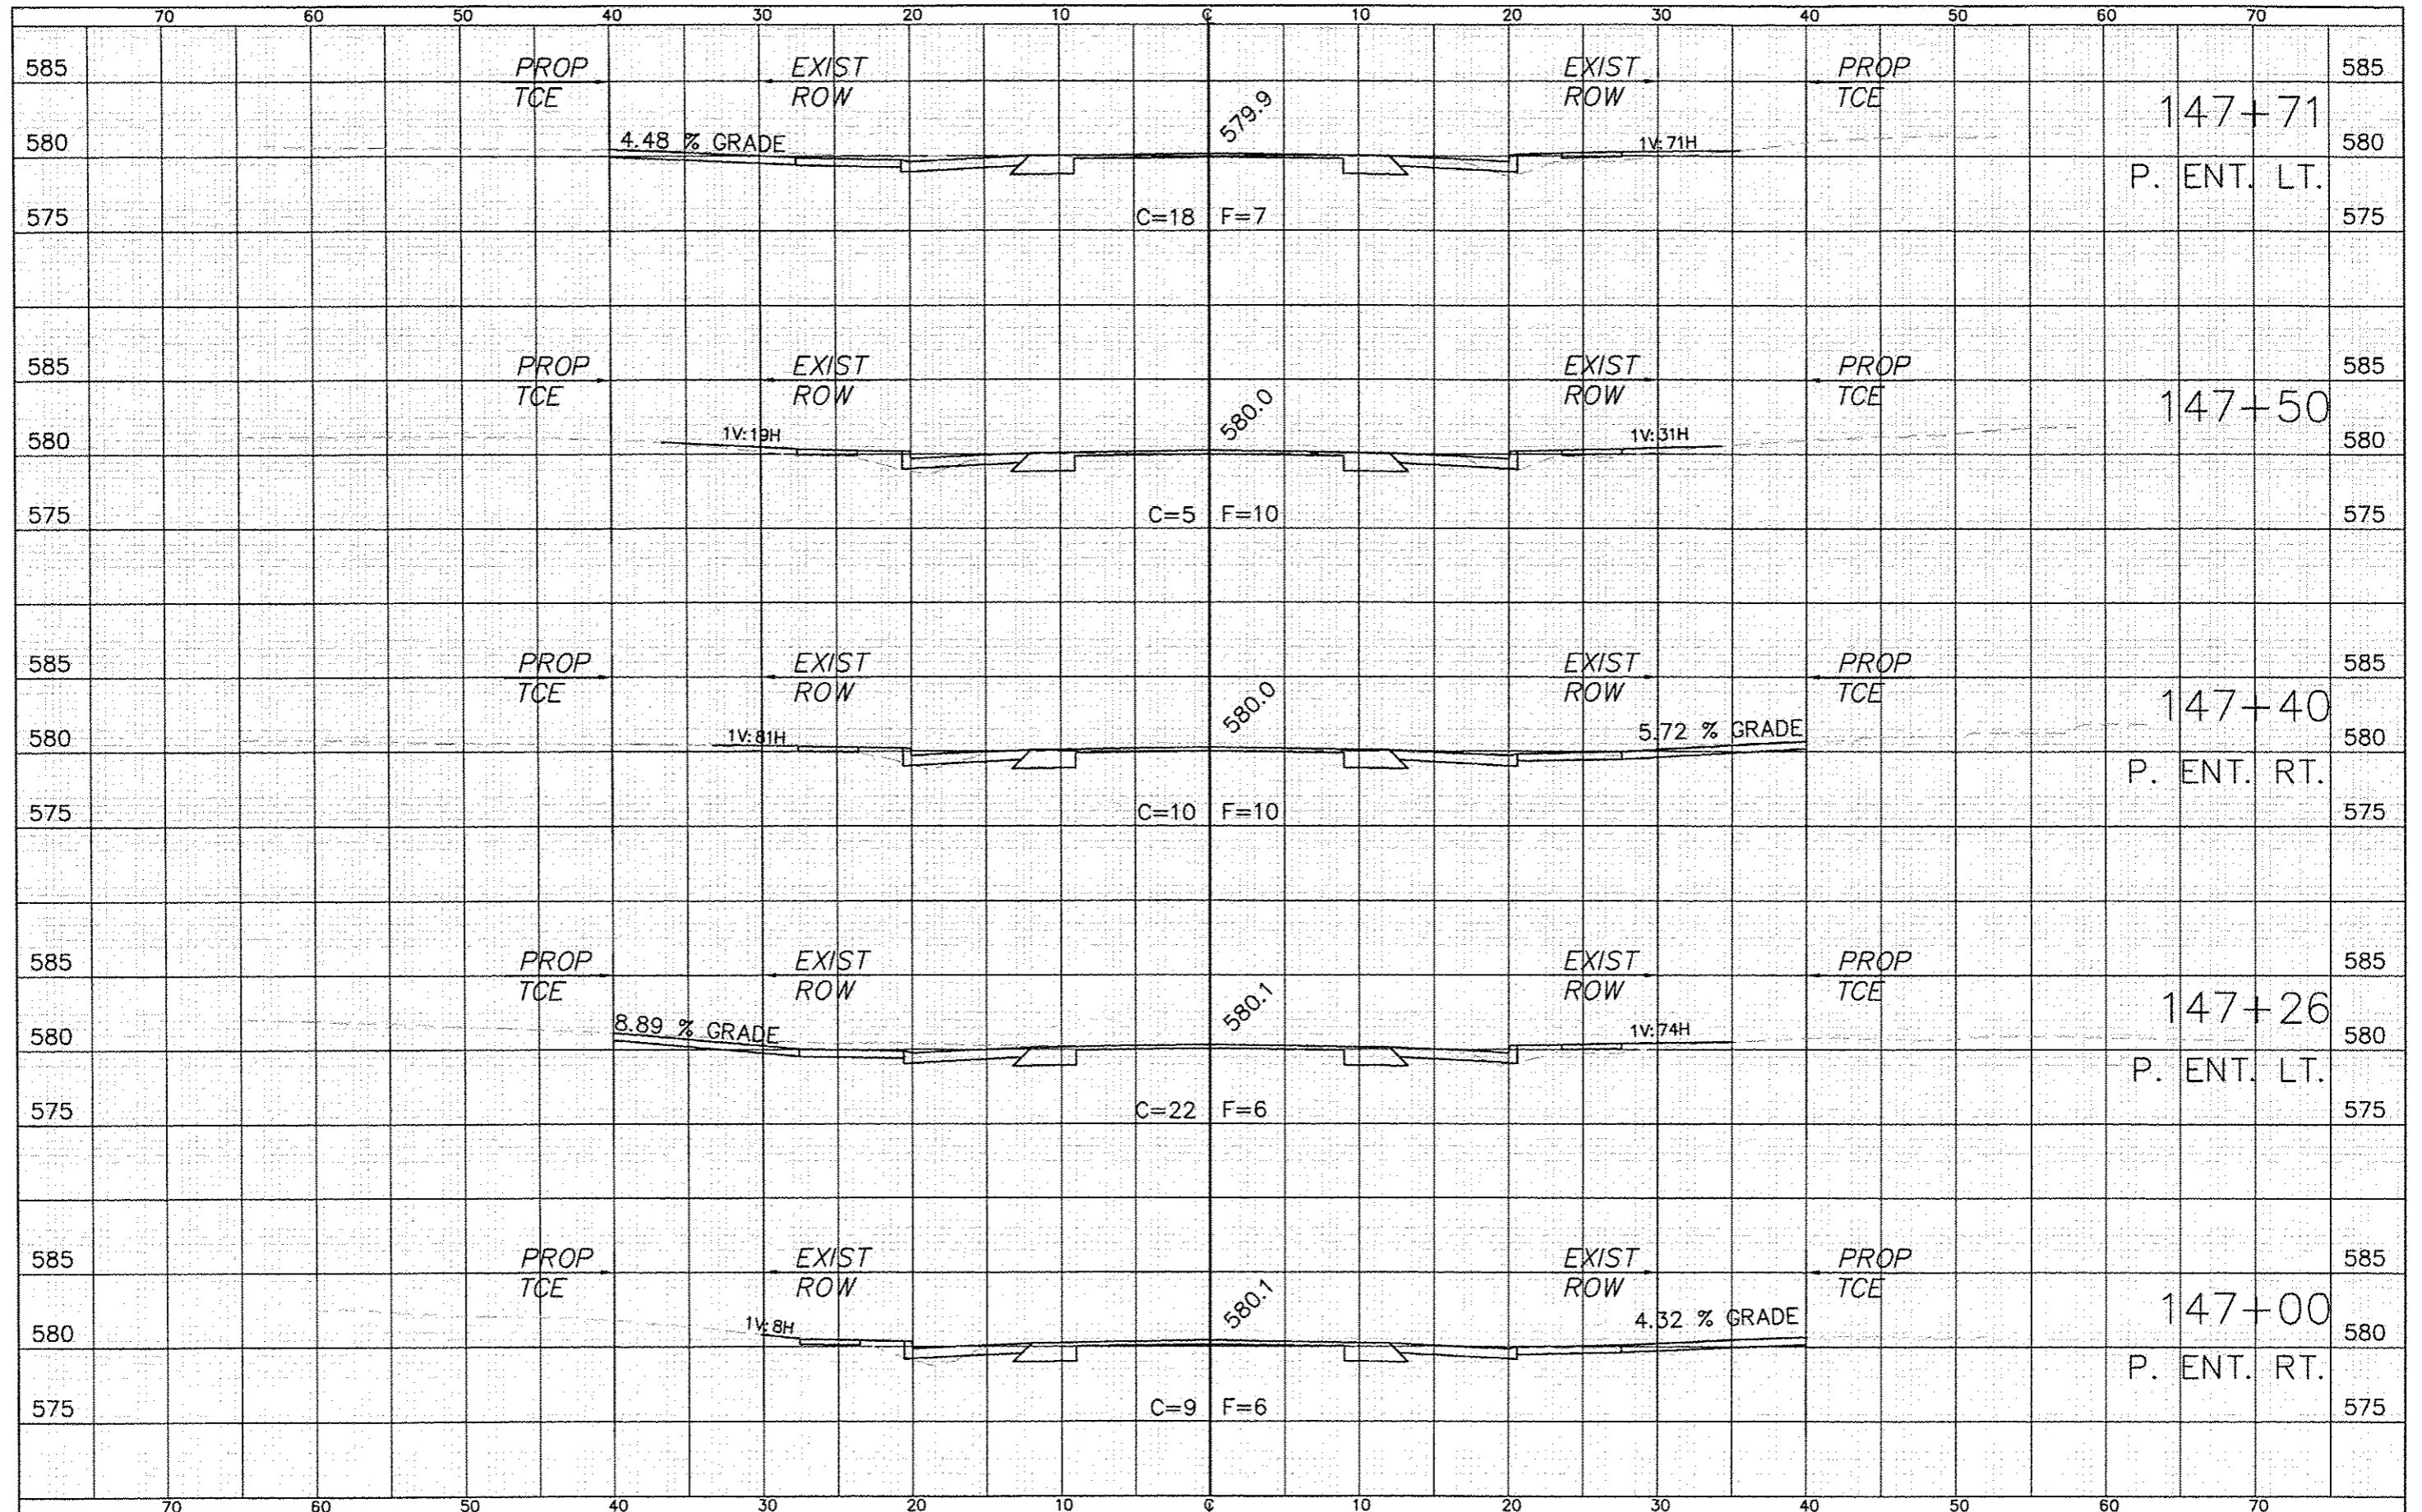 70 60 50 40 30 20 10 ℄ 10 20 30 40 50 60 70
585 PROP EXIST EXIST PROP 585
TCE ROW ROW TCE
147+71
579.9
580 4.48 % GRADE 1V:71H 580
P. ENT. LT.
575 C=18 F=7 575
585 PROP EXIST EXIST PROP 585
TCE ROW ROW TCE
147+50
580.0
580 1V:19H 1V:31H 580
575 C=5 F=10 575
585 PROP EXIST EXIST PROP 585
TCE ROW ROW TCE
147+40
580.0
580 1V:81H 5.72 % GRADE 580
P. ENT. RT.
575 C=10 F=10 575
585 PROP EXIST EXIST PROP 585
TCE ROW ROW TCE
147+26
580.1
580 8.89 % GRADE 1V:74H 580
P. ENT. LT.
575 C=22 F=6 575
585 PROP EXIST EXIST PROP 585
TCE ROW ROW TCE
147+00
580.1
580 1V:8H 4.32 % GRADE 580
P. ENT. RT.
575 C=9 F=6 575
70 60 50 40 30 20 10 ℄ 10 20 30 40 50 60 70